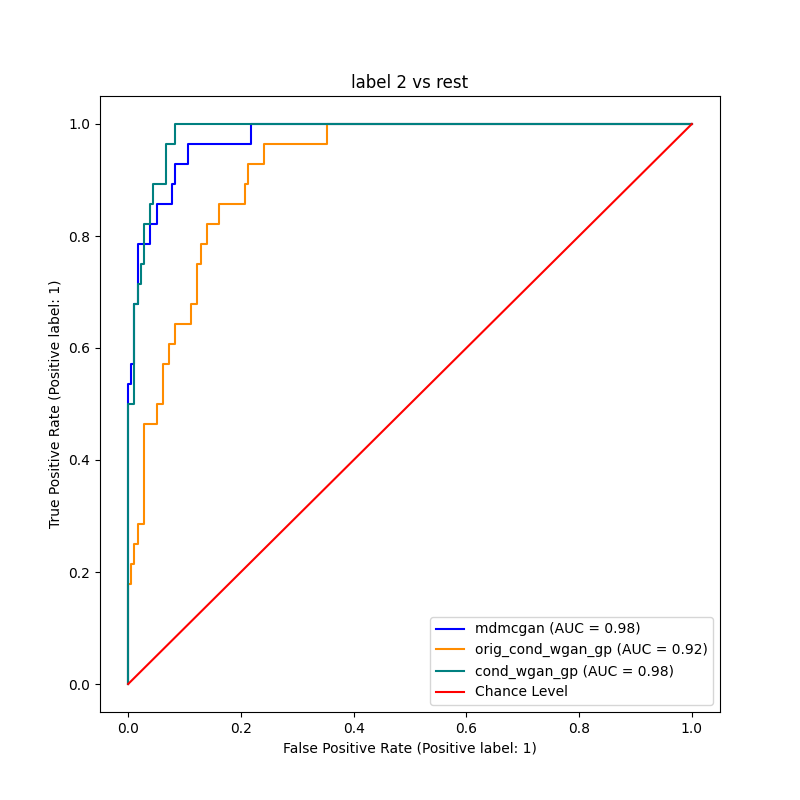 label 2 vs rest
1.0
0.8
0.6
0.4
0.2
0.0
True Positive Rate (Positive label: 1)
mdmcgan (AUC = 0.98)
orig_cond_wgan_gp (AUC = 0.92)
cond_wgan_gp (AUC = 0.98)
Chance Level
0.0 0.2 0.4 0.6 0.8 1.0
False Positive Rate (Positive label: 1)